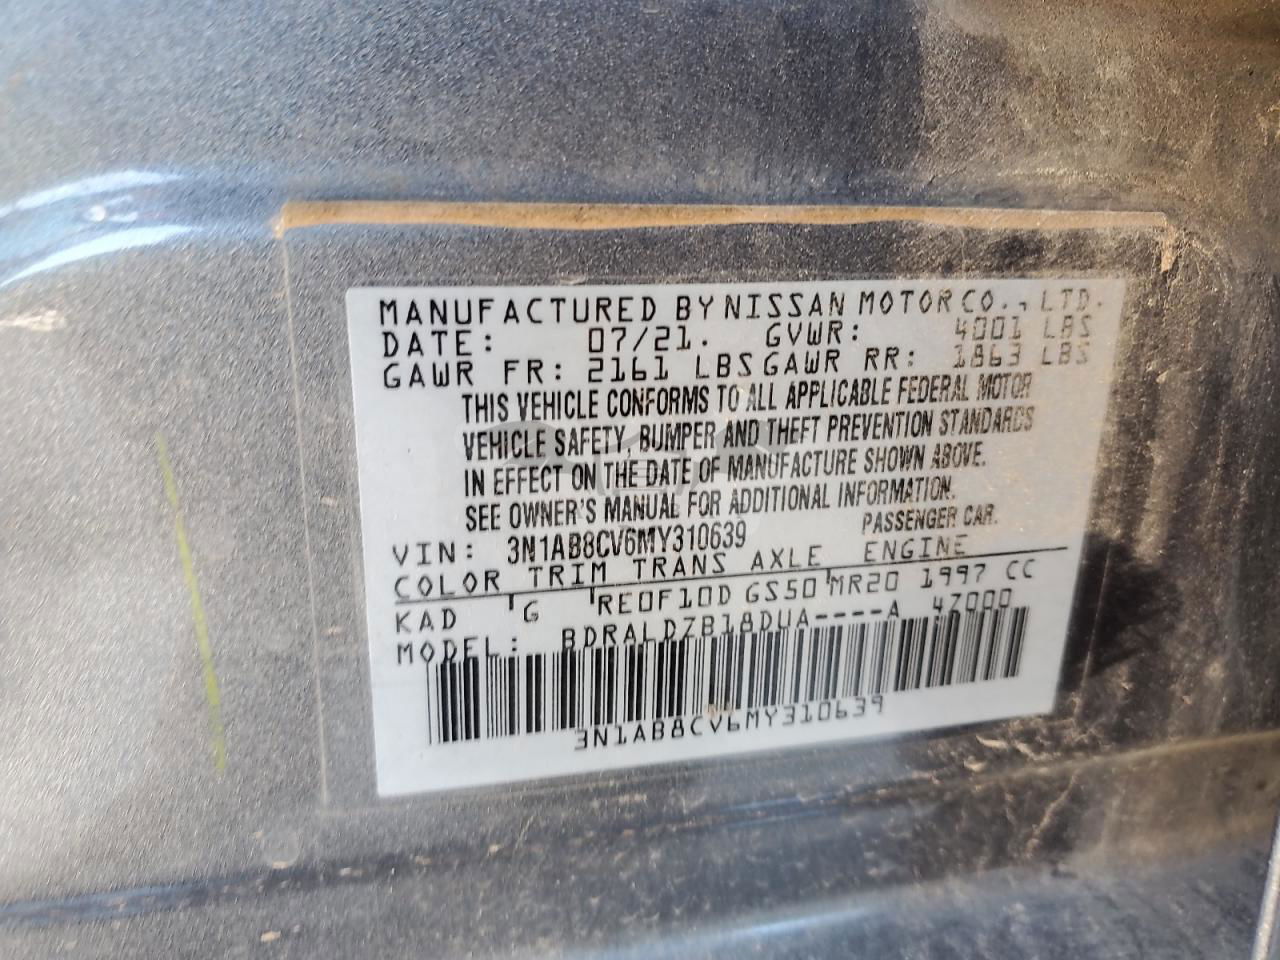 MANUFACTURED BY NISSAN MOTOR CO., LTD.
DATE: 07/21. GVWR: 4001 LBS
GAWR FR: 2161 LBS GAWR RR: 1863 LBS
THIS VEHICLE CONFORMS TO ALL APPLICABLE FEDERAL MOTOR
VEHICLE SAFETY, BUMPER AND THEFT PREVENTION STANDARDS
IN EFFECT ON THE DATE OF MANUFACTURE SHOWN ABOVE.
SEE OWNER'S MANUAL FOR ADDITIONAL INFORMATION.
VIN: 3N1AB8CV6MY310639 PASSENGER CAR.
COLOR TRIM TRANS AXLE ENGINE
KAD G RE0F10D GS50 MR20 1997 CC
MODEL: BDRALDZB18DUA----A 4Z000
3N1AB8CV6MY310639